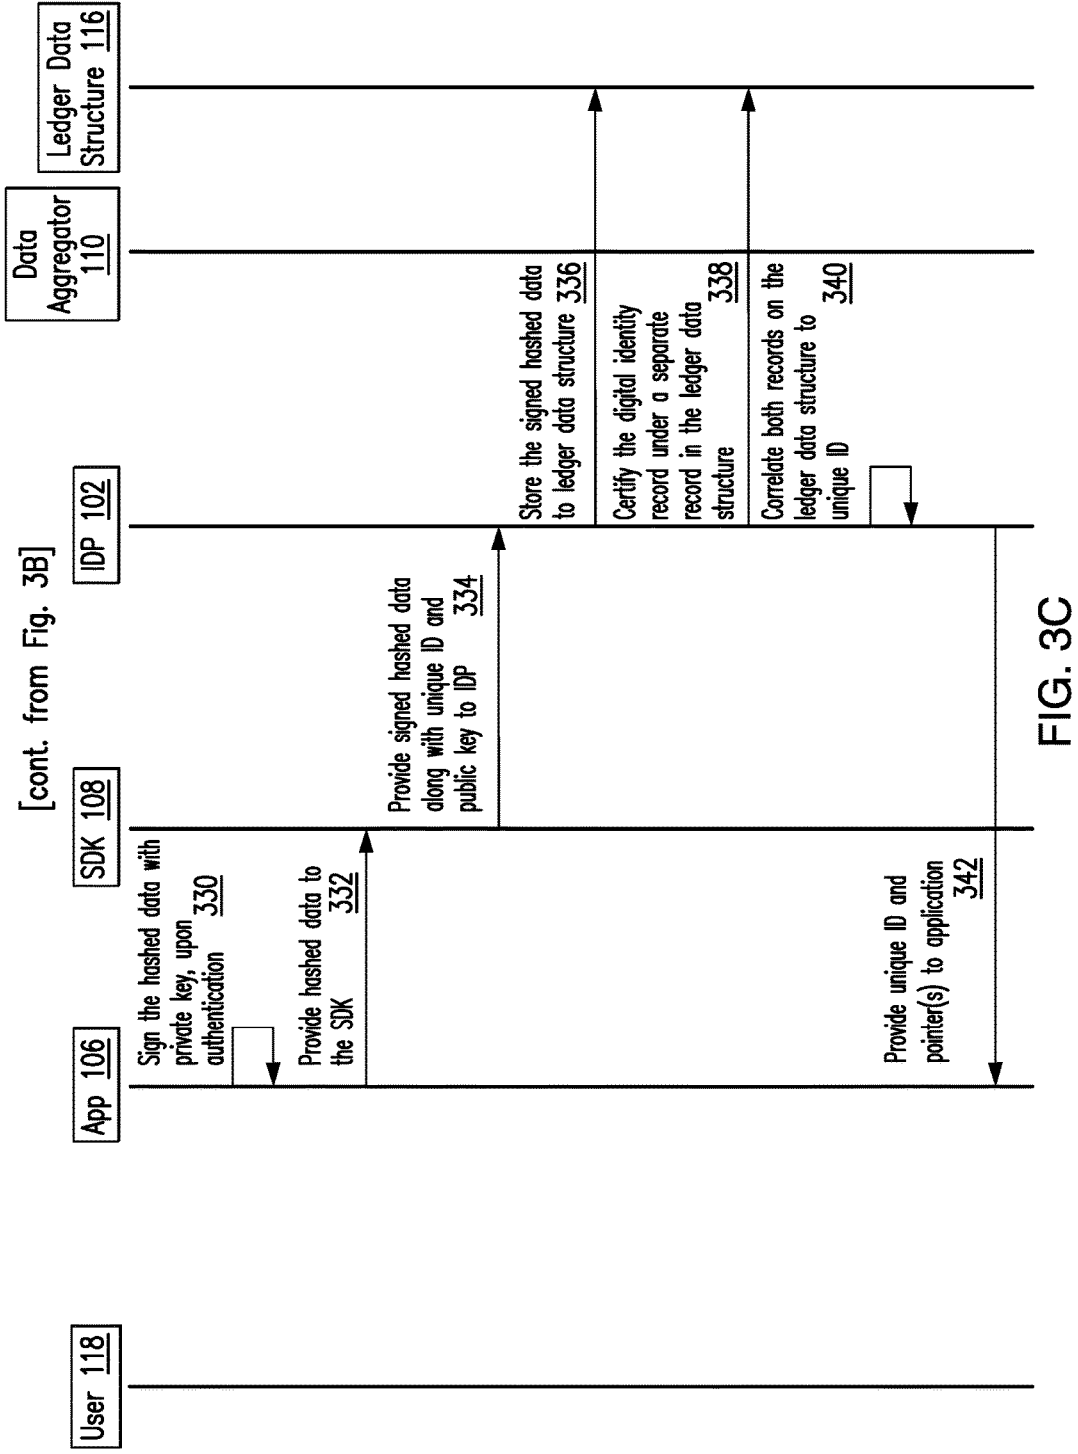 [cont. from Fig. 3B]
User 118
App 106
SDK 108
IDP 102
Data
Aggregator
110
Ledger Data
Structure 116
Sign the hashed data with
private key, upon
authentication 330
Provide hashed data to
the SDK 332
Provide signed hashed data
along with unique ID and
public key to IDP 334
Store the signed hashed data
to ledger data structure 336
Certify the digital identity
record under a separate
record in the ledger data
structure 338
Correlate both records on the
ledger data structure to
unique ID 340
Provide unique ID and
pointer(s) to application
342
FIG. 3C